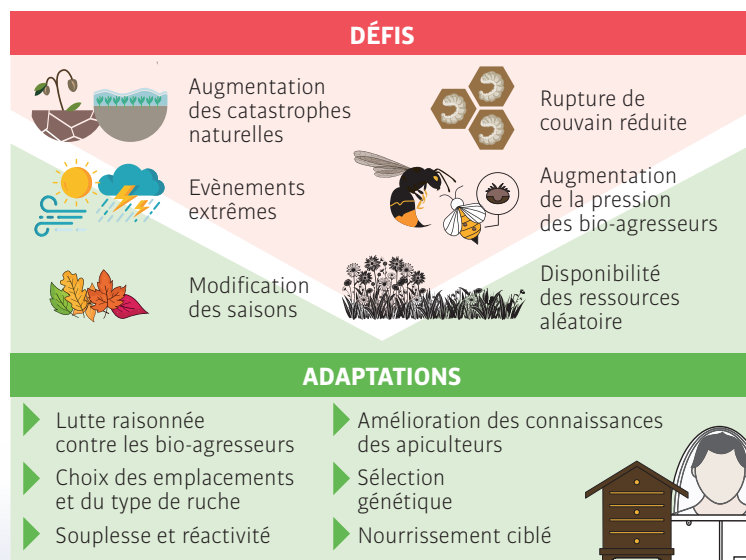 DÉFIS
Augmentation
des catastrophes
naturelles
Evènements
extrêmes
Modification
des saisons
Rupture de
couvain réduite
Augmentation
de la pression
des bio-agresseurs
Disponibilité
des ressources
aléatoire
ADAPTATIONS
Lutte raisonnée
contre les bio-agresseurs
Choix des emplacements
et du type de ruche
Souplesse et réactivité
Amélioration des connaissances
des apiculteurs
Sélection
génétique
Nourrissement ciblé